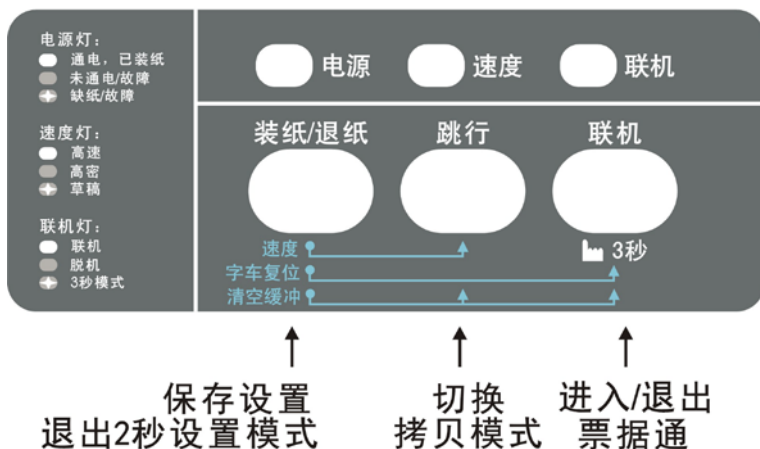 电源灯：
通电，已装纸
未通电/故障
缺纸/故障
速度灯：
高速
高密
草稿
联机灯：
联机
脱机
3秒模式
电源 速度 联机
装纸/退纸 跳行 联机
速度 3秒
字车复位
清空缓冲
保存设置 切换 进入/退出
退出2秒设置模式 拷贝模式 票据通